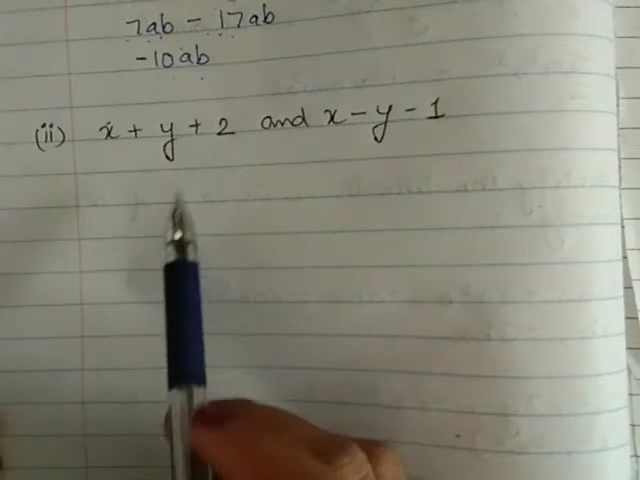 7ab - 17ab
-10ab
(ii) x + y + 2 and x - y - 1